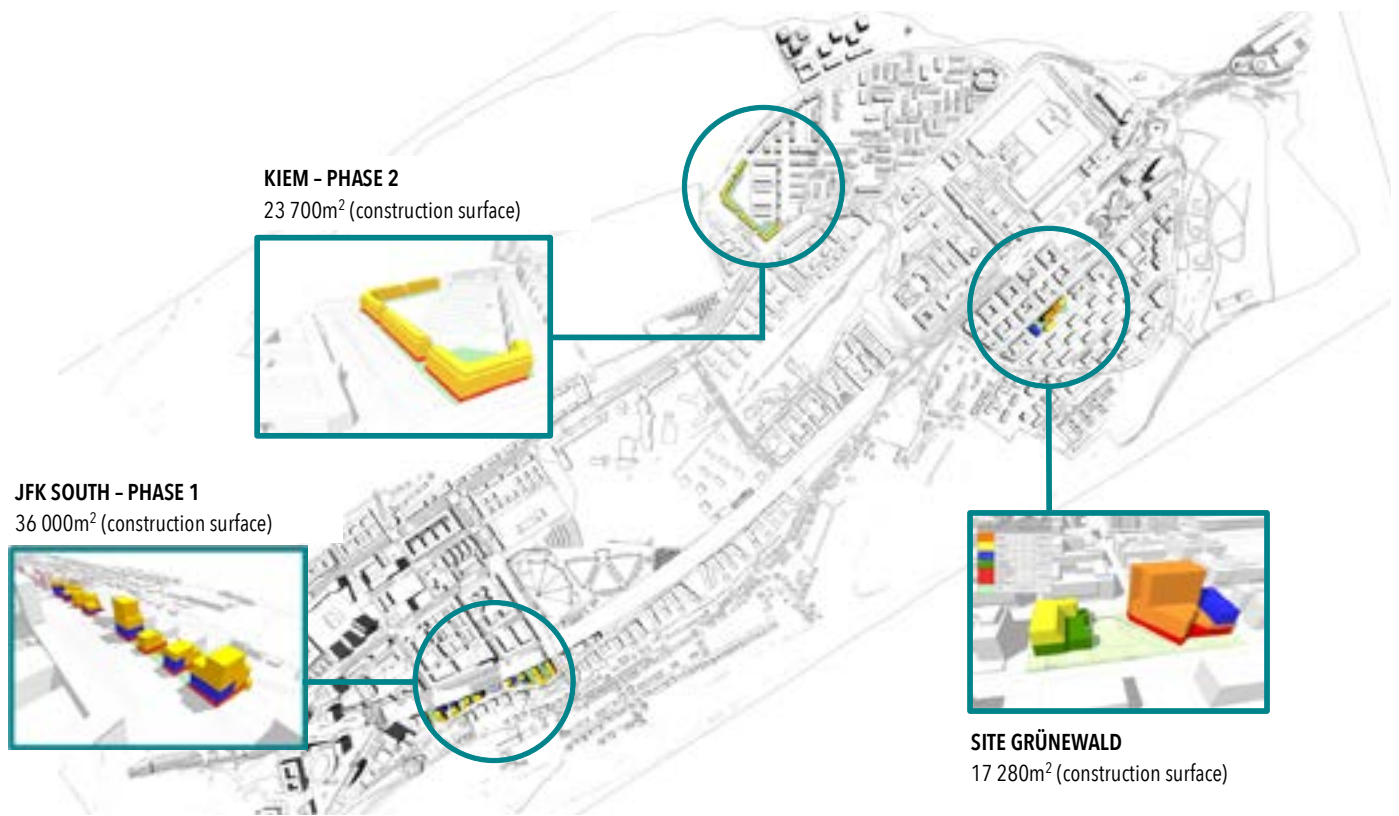 KIEM – PHASE 2
23 700m² (construction surface)
JFK SOUTH – PHASE 1
36 000m² (construction surface)
SITE GRÜNEWALD
17 280m² (construction surface)